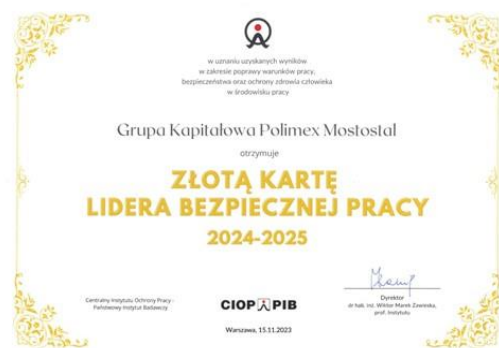 w uznaniu uzyskanych wyników
w zakresie poprawy warunków pracy,
bezpieczeństwa oraz ochrony zdrowia człowieka
w środowisku pracy
Grupa Kapitałowa Polimex Mostostal
otrzymuje
ZŁOTĄ KARTĘ
LIDERA BEZPIECZNEJ PRACY
2024-2025
Centralny Instytut Ochrony Pracy -
Państwowy Instytut Badawczy
CIOP PIB
Dyrektor
dr hab. inż. Wiktor Marek Zawieska,
prof. Instytutu
Warszawa, 15.11.2023